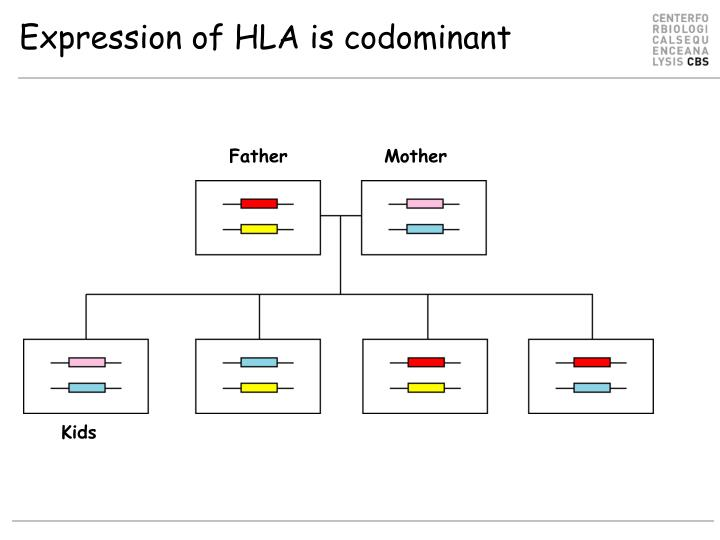 Expression of HLA is codominant
CENTERFO
RBIOLOGI
CALSEQU
ENCEANA
LYSIS CBS
Father
Mother
Kids